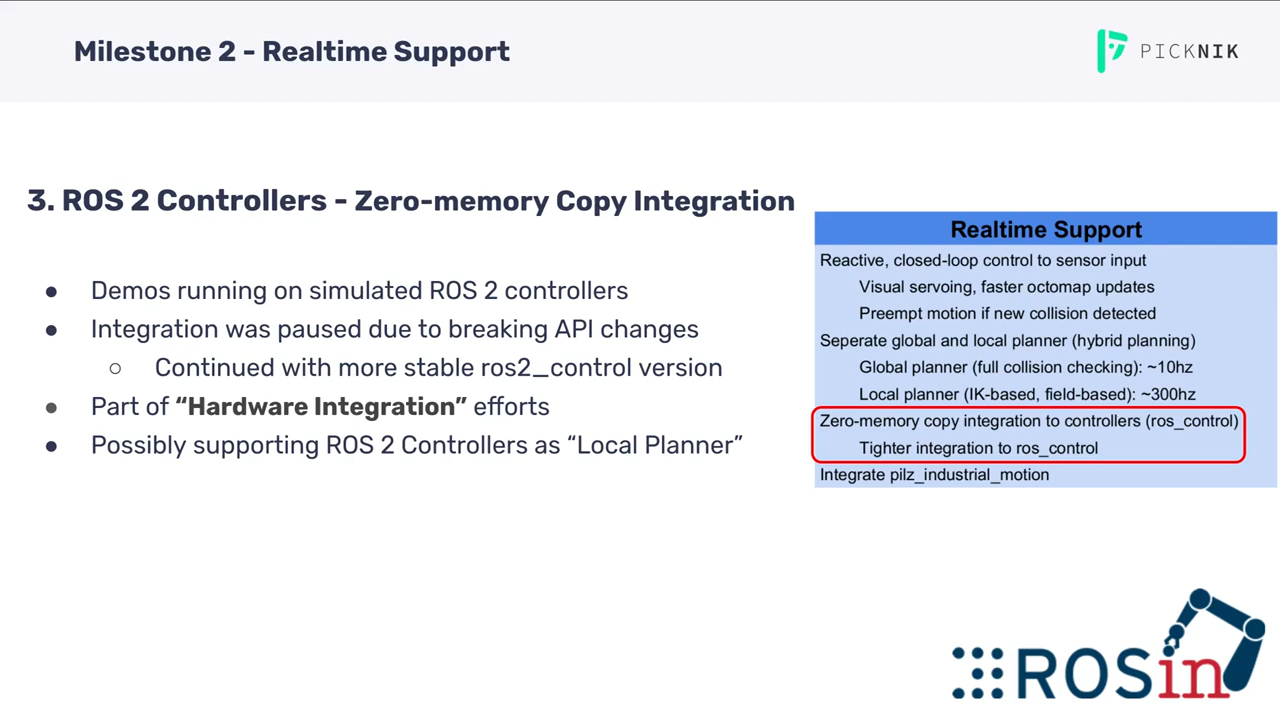 Milestone 2 - Realtime Support
PICKNIK
3. ROS 2 Controllers - Zero-memory Copy Integration
● Demos running on simulated ROS 2 controllers
● Integration was paused due to breaking API changes
○ Continued with more stable ros2_control version
● Part of “Hardware Integration” efforts
● Possibly supporting ROS 2 Controllers as “Local Planner”
Realtime Support
Reactive, closed-loop control to sensor input
Visual servoing, faster octomap updates
Preempt motion if new collision detected
Seperate global and local planner (hybrid planning)
Global planner (full collision checking): ~10hz
Local planner (IK-based, field-based): ~300hz
Zero-memory copy integration to controllers (ros_control)
Tighter integration to ros_control
Integrate pilz_industrial_motion
ROSin